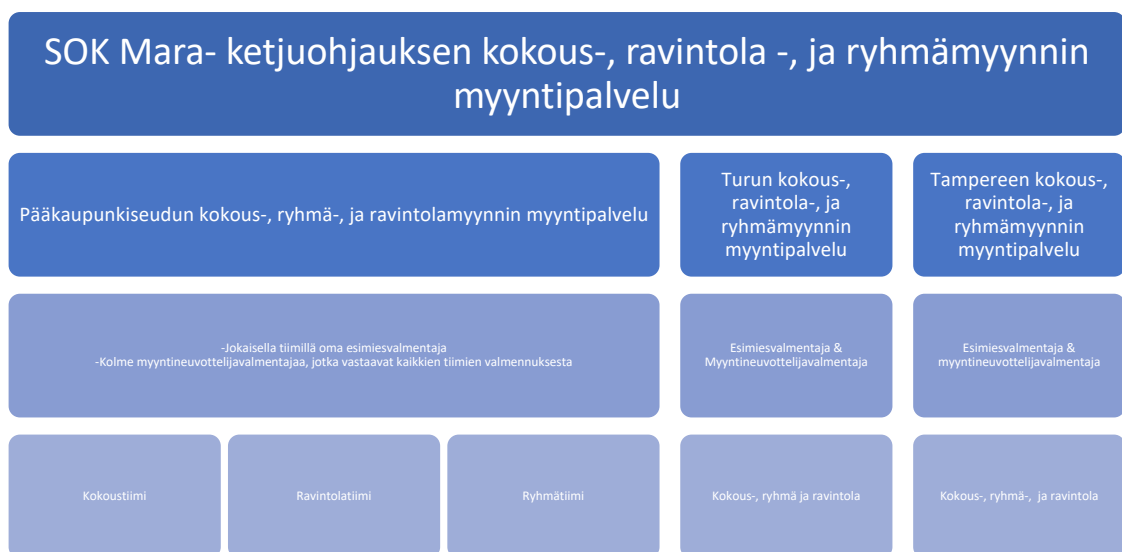 SOK Mara- ketjuohjauksen kokous-, ravintola -, ja ryhmämyynnin
myyntipalvelu
Pääkaupunkiseudun kokous-, ryhmä-, ja ravintolamyynnin myyntipalvelu
Turun kokous-,
ravintola-, ja
ryhmämyynnin
myyntipalvelu
Tampereen kokous-,
ravintola-, ja
ryhmämyynnin
myyntipalvelu
-Jokaisella tiimillä oma esimiesvalmentaja
-Kolme myyntineuvottelijavalmentajaa, jotka vastaavat kaikkien tiimien valmennuksesta
Esimiesvalmentaja &
Myyntineuvottelijavalmentaja
Esimiesvalmentaja &
myyntineuvottelijavalmentaja
Kokoustiimi
Ravintolatiimi
Ryhmätiimi
Kokous-, ryhmä ja ravintola
Kokous-, ryhmä-, ja ravintola